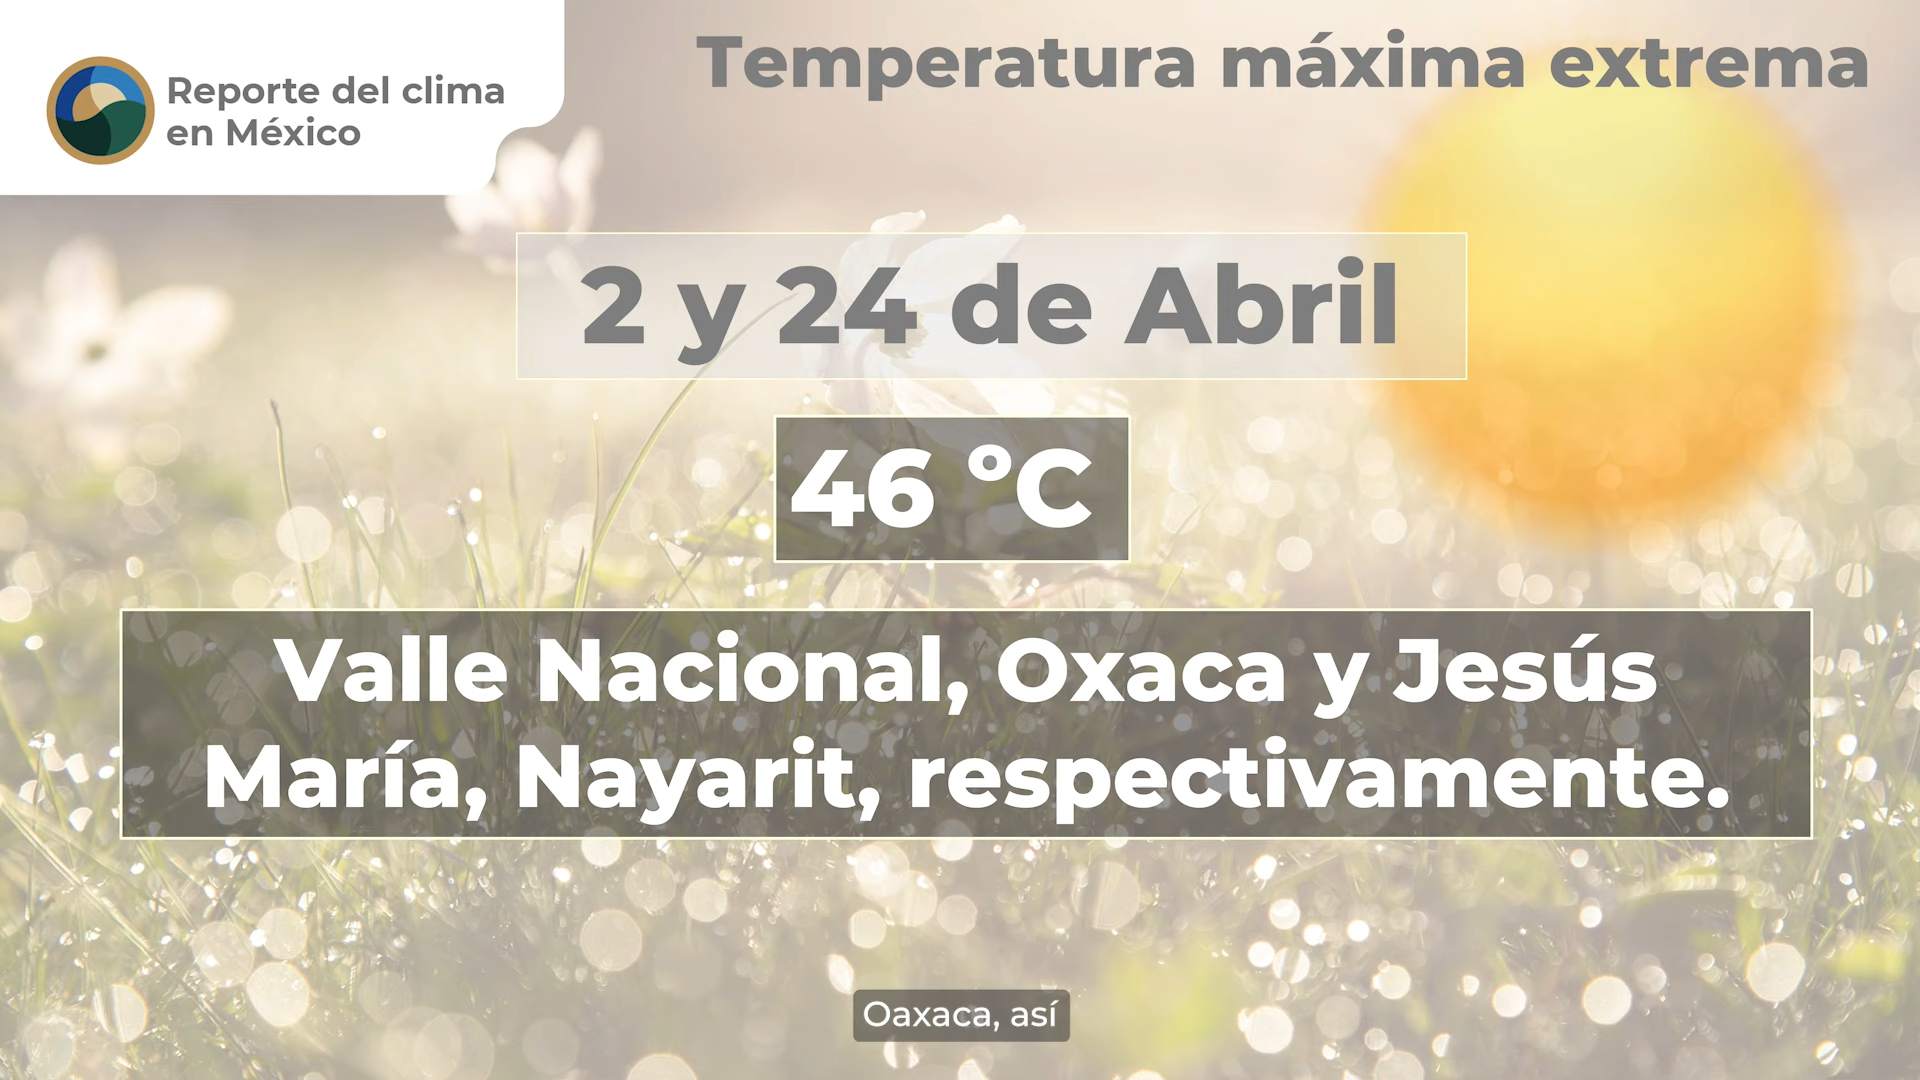 Reporte del clima
en México
Temperatura máxima extrema
2 y 24 de Abril
46 °C
Valle Nacional, Oxaca y Jesús
María, Nayarit, respectivamente.
Oaxaca, así